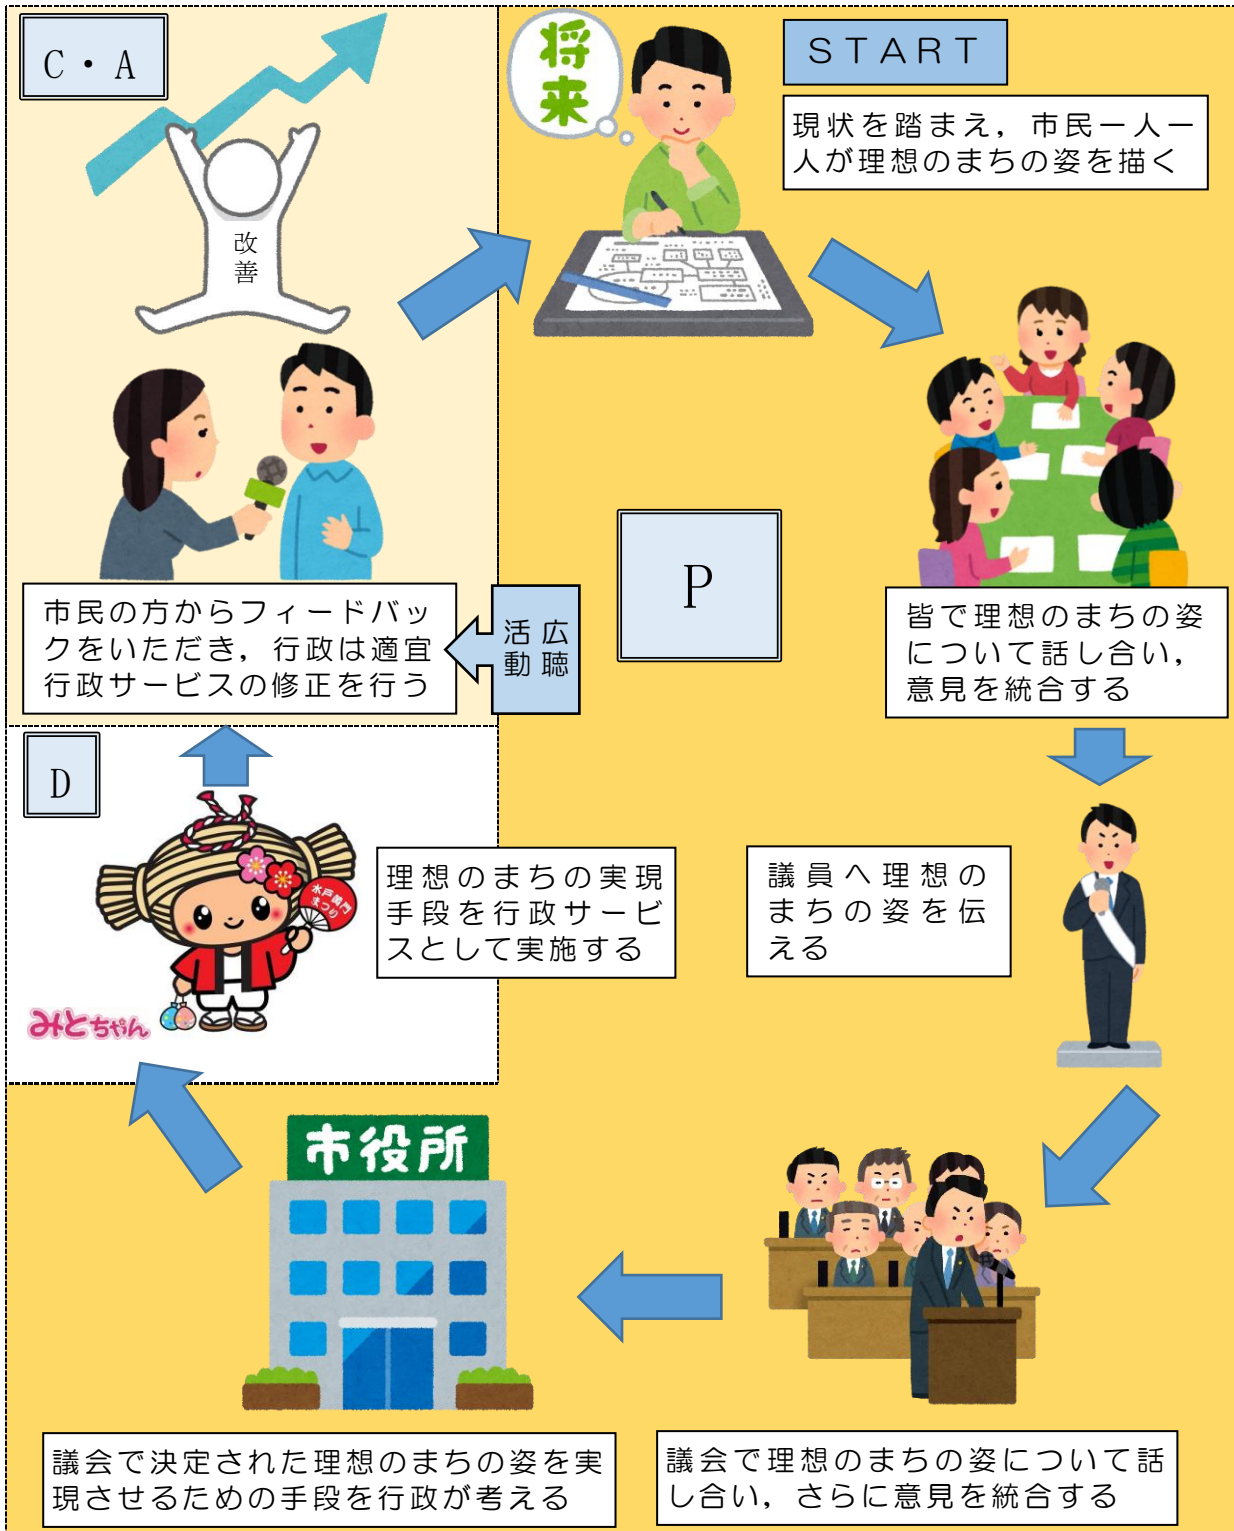 START
将来
現状を踏まえ，市民一人一
人が理想のまちの姿を描く
皆で理想のまちの姿
について話し合い，
意見を統合する
P
議員へ理想の
まちの姿を伝
える
議会で理想のまちの姿について話
し合い，さらに意見を統合する
市役所
議会で決定された理想のまちの姿を実
現させるための手段を行政が考える
D
水戸黄門
まつり
みとちゃん
理想のまちの実現
手段を行政サービ
スとして実施する
C・A
改善
市民の方からフィードバッ
クをいただき，行政は適宜
行政サービスの修正を行う
広聴
活動